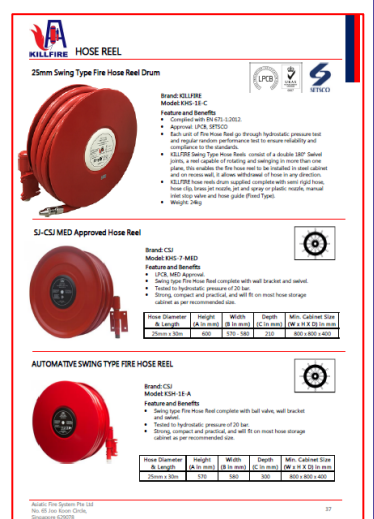 KILLFIRE
HOSE REEL
25mm Swing Type Fire Hose Reel Drum
LPCB
SETSCO
Brand: KILLFIRE
Model: KHS-1E-C
Feature and Benefits
• Complied with EN 671-1:2012.
• Approval: LPCB, SETSCO
• Each unit of Fire Hose Reel go through hydrostatic pressure test
and regular random performance test to ensure reliability and
compliance to the standards.
• KILLFIRE Swing Type Hose Reels consist of a double 180° Swivel
joints, a reel capable of rotating and swinging in more than one
plane, this enables the fire hose reel to be installed in steel cabinet
and on recess wall, it allows withdrawal of hose in any direction.
• KILLFIRE hose reels drum supplied complete with semi rigid hose,
hose clip, brass jet nozzle, jet and spray or plastic nozzle, manual
inlet stop valve and hose guide (Fixed Type).
• Weight: 24kg
SJ-CSJ MED Approved Hose Reel
Brand: CSJ
Model: KHS-7-MED
Feature and Benefits
• LPCB, MED Approval.
• Swing type Fire Hose Reel complete with wall bracket and swivel.
• Tested to hydrostatic pressure of 20 bar.
• Strong, compact and practical, and will fit on most hose storage
cabinet as per recommended size.
Hose Diameter & Length Height (A in mm) Width (B in mm) Depth (C in mm) Min. Cabinet Size (W x H X D) in mm
25mm x 30m 600 570 - 580 210 800 x 800 x 400
AUTOMATIVE SWING TYPE FIRE HOSE REEL
Brand: CSJ
Model: KSH-1E-A
Feature and Benefits
• Swing type Fire Hose Reel complete with ball valve, wall bracket
and swivel.
• Tested to hydrostatic pressure of 20 bar.
• Strong, compact and practical, and will fit on most hose storage
cabinet as per recommended size.
Hose Diameter & Length Height (A in mm) Width (B in mm) Depth (C in mm) Min. Cabinet Size (W x H X D) in mm
25mm x 30m 570 580 300 800 x 800 x 400
Asiatic Fire System Pte Ltd
No. 63 Joo Koon Circle,
Singapore 629076
37